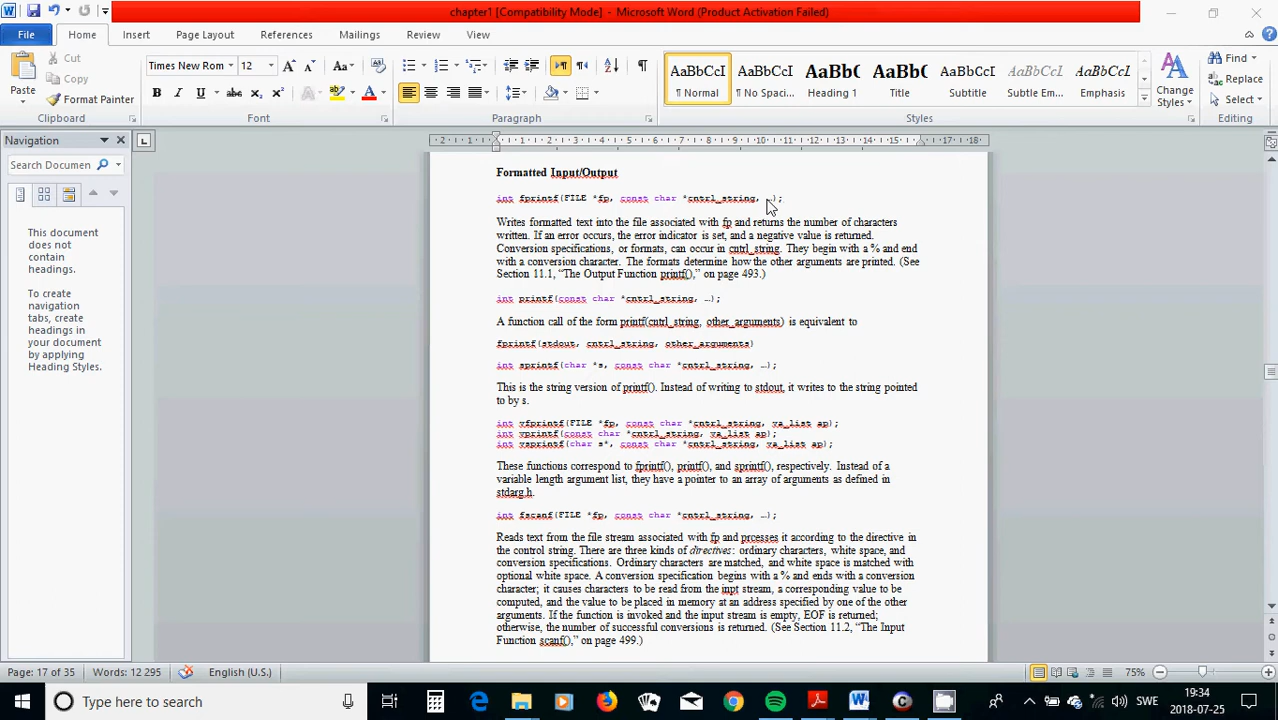 chapter1 [Compatibility Mode] - Microsoft Word (Product Activation Failed)
File Home Insert Page Layout References Mailings Review View
Cut
Copy
Paste
Format Painter
Clipboard
Times New Rom 12
Font
Paragraph
AaBbCcI AaBbCcI AaBbC AaBbC AaBbCcI AaBbCcI AaBbCcI
¶ Normal ¶ No Spaci... Heading 1 Title Subtitle Subtle Em... Emphasis
Change Styles
Styles
Find
Replace
Select
Editing
Navigation
Search Documen
This document
does not
contain
headings.
To create
navigation
tabs, create
headings in
your document
by applying
Heading Styles.
Formatted Input/Output
int fprintf(FILE *fp, const char *cntrl_string, …);
Writes formatted text into the file associated with fp and returns the number of characters
written. If an error occurs, the error indicator is set, and a negative value is returned.
Conversion specifications, or formats, can occur in cntrl_string. They begin with a % and end
with a conversion character. The formats determine how the other arguments are printed. (See
Section 11.1, “The Output Function printf(),” on page 493.)
int printf(const char *cntrl_string, …);
A function call of the form printf(cntrl_string, other_arguments) is equivalent to
fprintf(stdout, cntrl_string, other_arguments)
int sprintf(char *s, const char *cntrl_string, …);
This is the string version of printf(). Instead of writing to stdout, it writes to the string pointed
to by s.
int vfprintf(FILE *fp, const char *cntrl_string, va_list ap);
int vprintf(const char *cntrl_string, va_list ap);
int vsprintf(char s*, const char *cntrl_string, va_list ap);
These functions correspond to fprintf(), printf(), and sprintf(), respectively. Instead of a
variable length argument list, they have a pointer to an array of arguments as defined in
stdarg.h.
int fscanf(FILE *fp, const char *cntrl_string, …);
Reads text from the file stream associated with fp and prcesses it according to the directive in
the control string. There are three kinds of directives: ordinary characters, white space, and
conversion specifications. Ordinary characters are matched, and white space is matched with
optional white space. A conversion specification begins with a % and ends with a conversion
character; it causes characters to be read from the inpt stream, a corresponding value to be
computed, and the value to be placed in memory at an address specified by one of the other
arguments. If the function is invoked and the input stream is empty, EOF is returned;
otherwise, the number of successful conversions is returned. (See Section 11.2, “The Input
Function scanf(),” on page 499.)
Page: 17 of 35 Words: 12 295 English (U.S.) 75%
Type here to search
SWE
19:34
2018-07-25